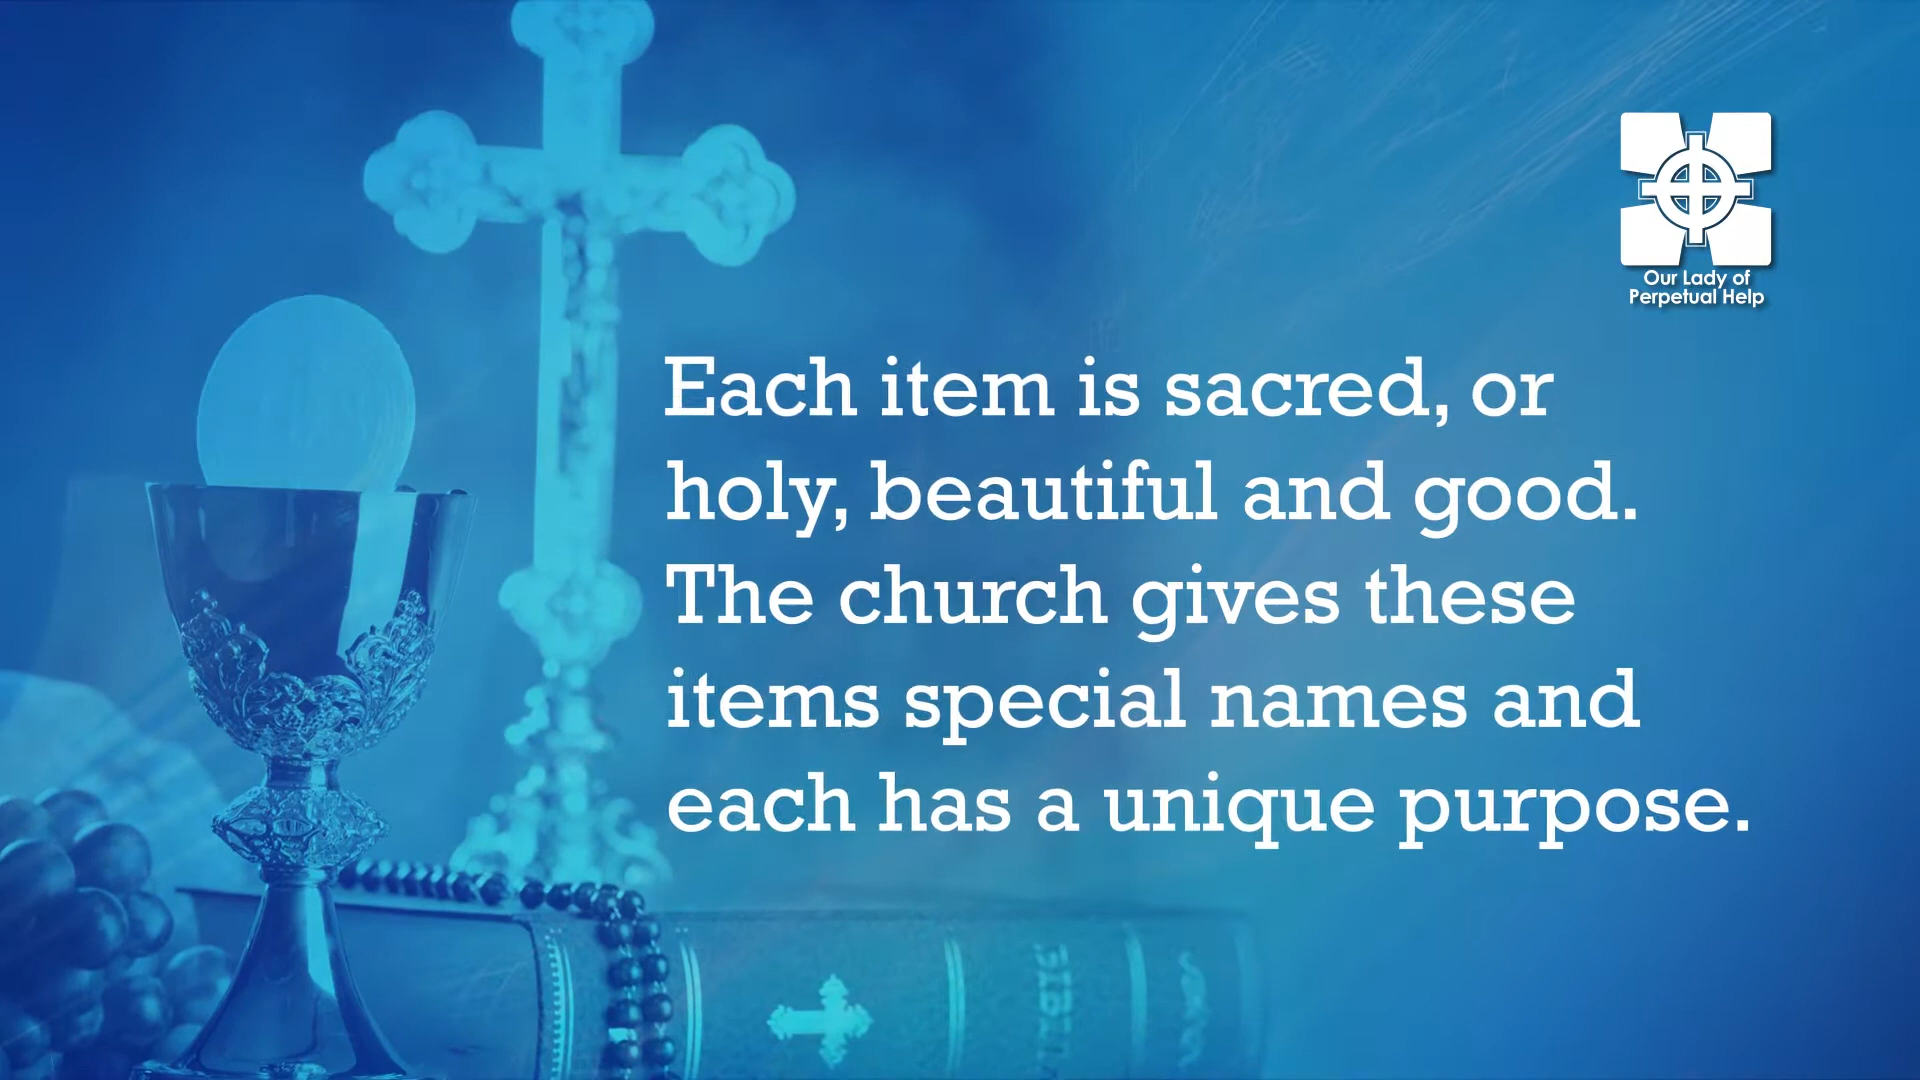 Our Lady of
Perpetual Help
Each item is sacred, or
holy, beautiful and good.
The church gives these
items special names and
each has a unique purpose.
BIBLE